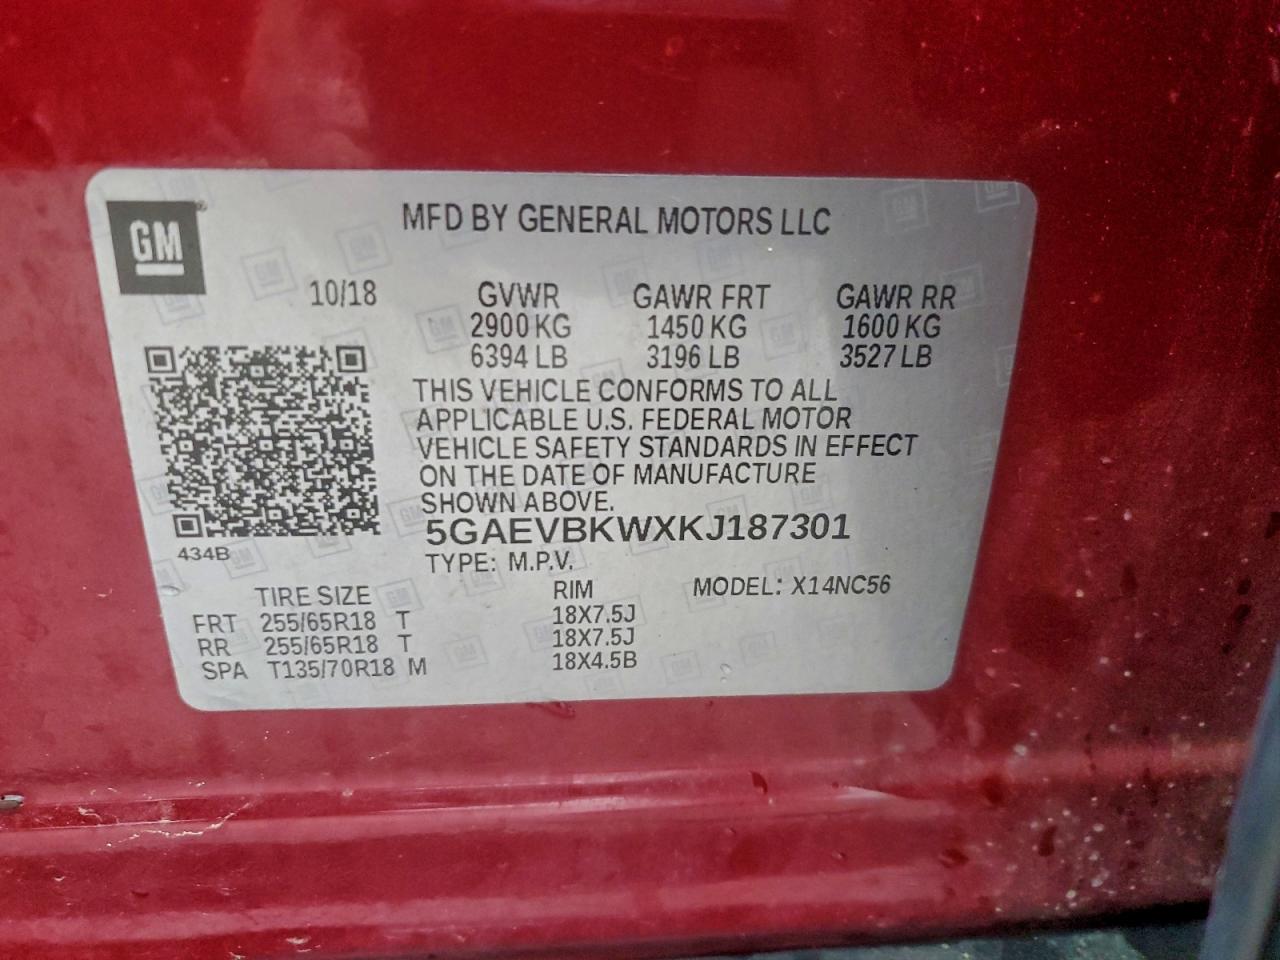 GM
MFD BY GENERAL MOTORS LLC
10/18 GVWR GAWR FRT GAWR RR
2900 KG 1450 KG 1600 KG
6394 LB 3196 LB 3527 LB
THIS VEHICLE CONFORMS TO ALL
APPLICABLE U.S. FEDERAL MOTOR
VEHICLE SAFETY STANDARDS IN EFFECT
ON THE DATE OF MANUFACTURE
SHOWN ABOVE.
5GAEVBKWXKJ187301
434B
TYPE: M.P.V.
TIRE SIZE RIM MODEL: X14NC56
FRT 255/65R18 T 18X7.5J
RR 255/65R18 T 18X7.5J
SPA T135/70R18 M 18X4.5B